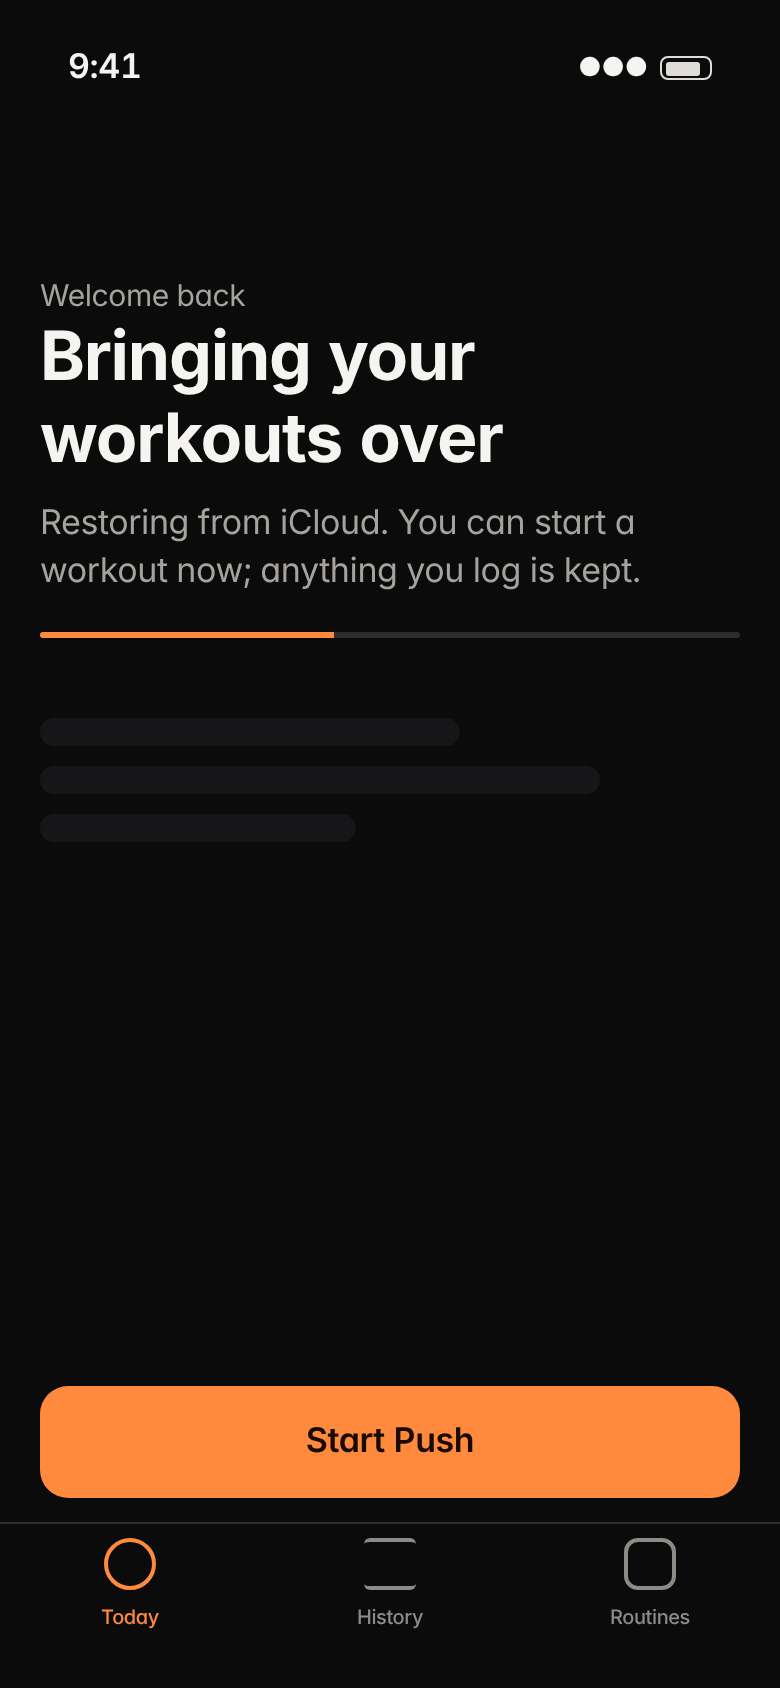 9:41
Welcome back
Bringing your
workouts over
Restoring from iCloud. You can start a
workout now; anything you log is kept.
Start Push
Today
History
Routines